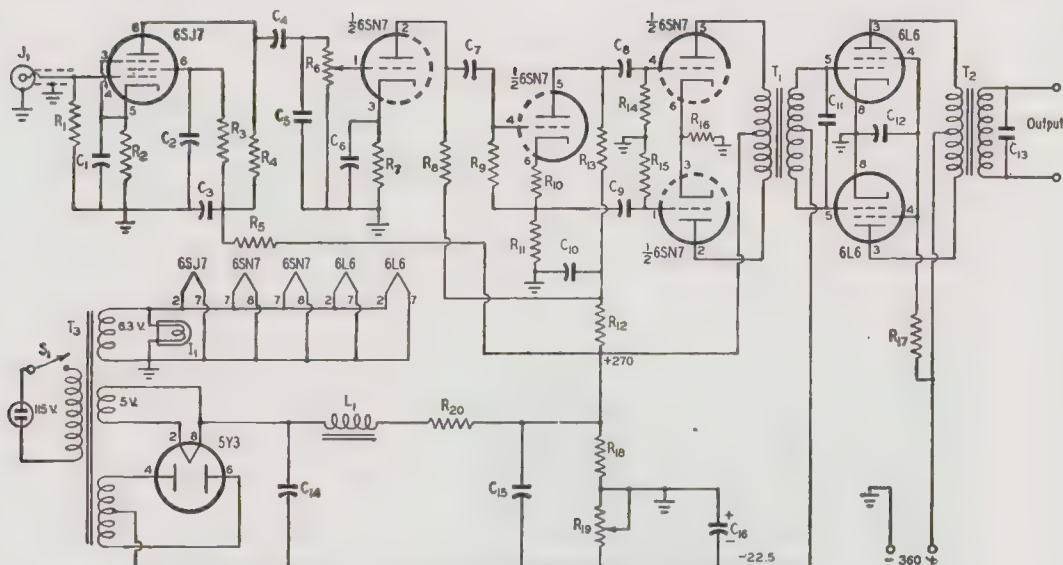 6SJ7
J₁
R₁
C₁
R₂
C₂
R₃
R₄
C₃
R₅
3
4
5
6
8
C₄
C₅
R₆
½6SN7
1
2
3
C₆
R₇
R₈
C₇
R₉
½6SN7
4
5
6
R₁₀
R₁₁
C₁₀
R₁₃
R₁₂
+270
C₈
C₉
R₁₄
R₁₅
½6SN7
4
5
6
R₁₆
3
1
2
½6SN7
T₁
C₁₁
6L6
3
4
5
8
C₁₂
8
5
4
3
6L6
R₁₇
T₂
C₁₃
Output
6SJ7 6SN7 6SN7 6L6 6L6
2 7 7 8 7 8 2 7 2 7
T₃
6.3 V.
I₁
S₁
115 V.
5 V.
2 8
5Y3
4 6
L₁
R₂₀
C₁₄
C₁₅
R₁₈
R₁₉
+
C₁₆
−
-22.5
- 360 +